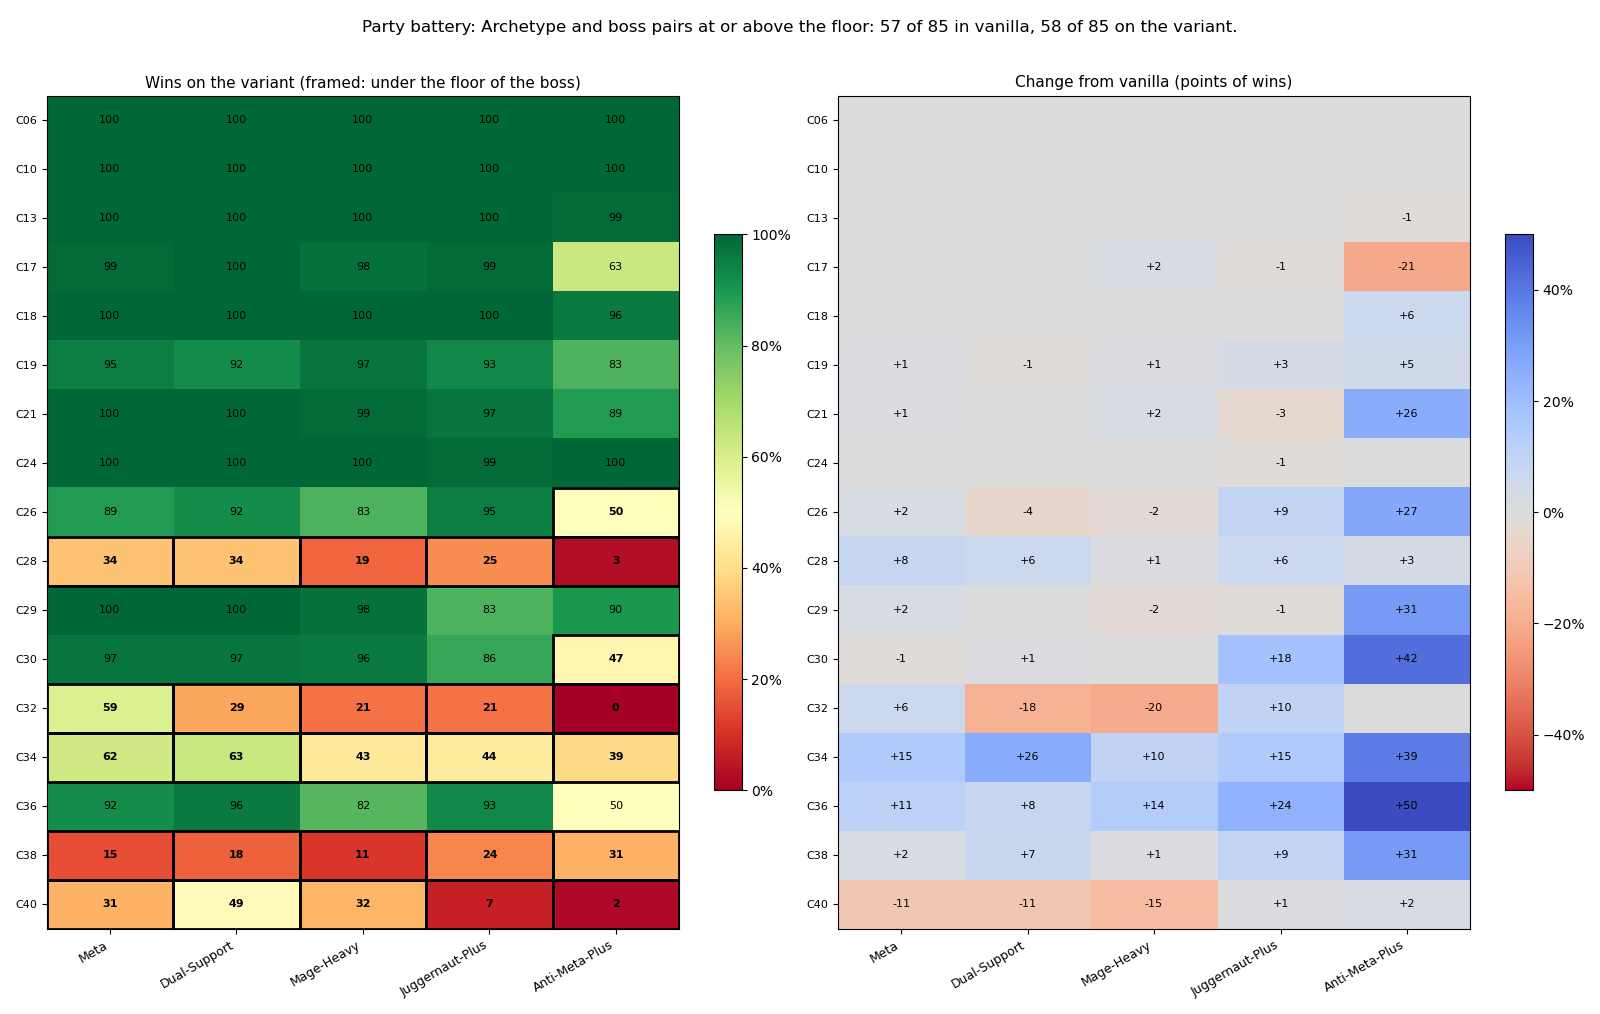 Party battery: Archetype and boss pairs at or above the floor: 57 of 85 in vanilla, 58 of 85 on the variant.
Wins on the variant (framed: under the floor of the boss)
C06 100 100 100 100 100
C10 100 100 100 100 100
C13 100 100 100 100 99
C17 99 100 98 99 63
C18 100 100 100 100 96
C19 95 92 97 93 83
C21 100 100 99 97 89
C24 100 100 100 99 100
C26 89 92 83 95 50
C28 34 34 19 25 3
C29 100 100 98 83 90
C30 97 97 96 86 47
C32 59 29 21 21 0
C34 62 63 43 44 39
C36 92 96 82 93 50
C38 15 18 11 24 31
C40 31 49 32 7 2
Meta Dual-Support Mage-Heavy Juggernaut-Plus Anti-Meta-Plus
100%
80%
60%
40%
20%
0%
Change from vanilla (points of wins)
C06
C10
C13 -1
C17 +2 -1 -21
C18 +6
C19 +1 -1 +1 +3 +5
C21 +1 +2 -3 +26
C24 -1
C26 +2 -4 -2 +9 +27
C28 +8 +6 +1 +6 +3
C29 +2 -2 -1 +31
C30 -1 +1 +18 +42
C32 +6 -18 -20 +10
C34 +15 +26 +10 +15 +39
C36 +11 +8 +14 +24 +50
C38 +2 +7 +1 +9 +31
C40 -11 -11 -15 +1 +2
Meta Dual-Support Mage-Heavy Juggernaut-Plus Anti-Meta-Plus
40%
20%
0%
−20%
−40%